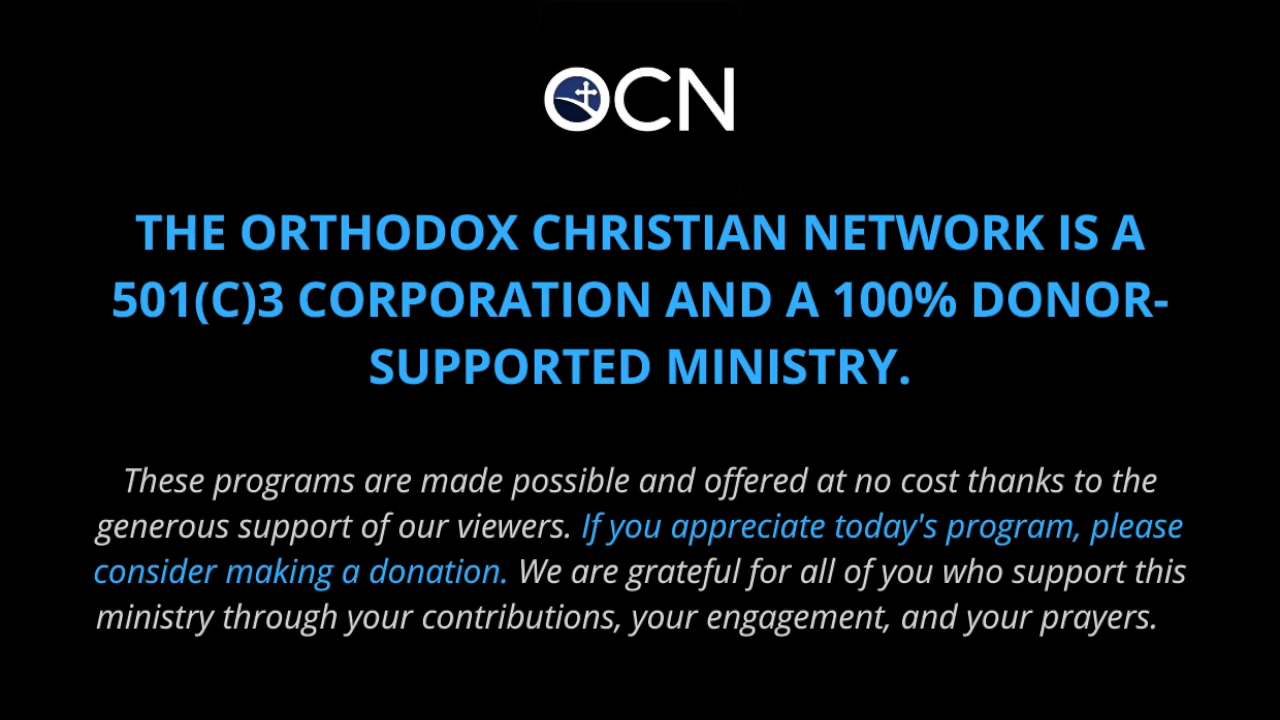 OCN
THE ORTHODOX CHRISTIAN NETWORK IS A
501(C)3 CORPORATION AND A 100% DONOR-
SUPPORTED MINISTRY.
These programs are made possible and offered at no cost thanks to the
generous support of our viewers. If you appreciate today's program, please
consider making a donation. We are grateful for all of you who support this
ministry through your contributions, your engagement, and your prayers.